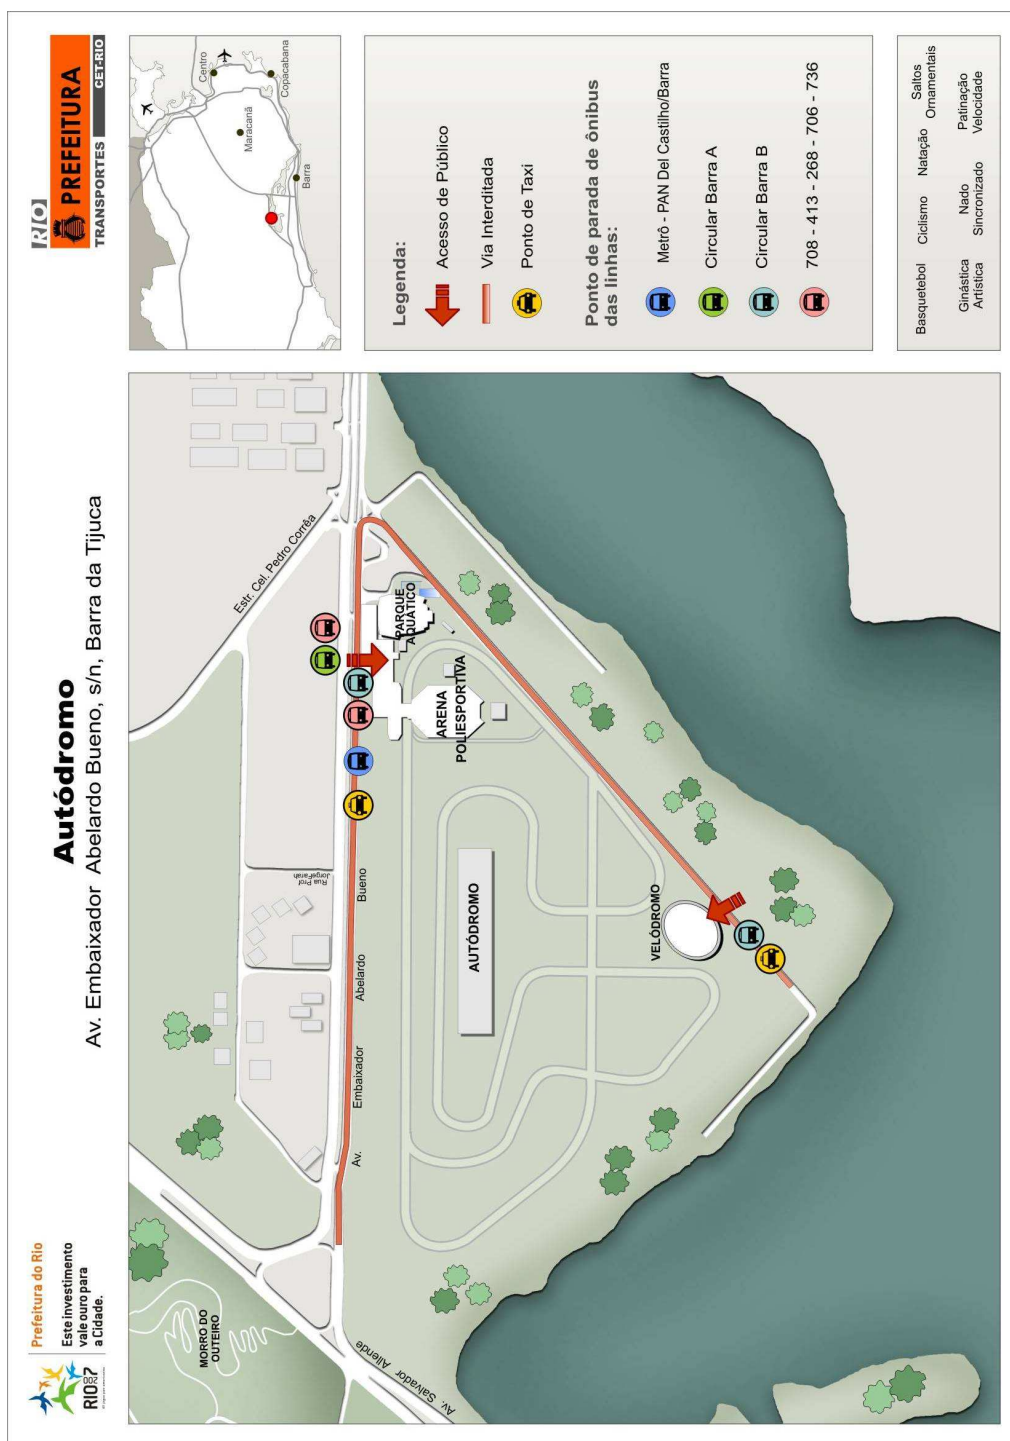 RIO2007
Prefeitura do Rio
Este investimento
vale ouro para
a Cidade.
Autódromo
Av. Embaixador Abelardo Bueno, s/n, Barra da Tijuca
RIO
PREFEITURA
TRANSPORTES CET-RIO
MORRO DO
OUTEIRO
Av. Salvador Allende
Av. Embaixador Abelardo Bueno
Rua Prof
JorgeFarah
Estr. Cel. Pedro Corrêa
PARQUE
AQUÁTICO
ARENA
POLIESPORTIVA
AUTÓDROMO
VELÓDROMO
Centro
Copacabana
Maracanã
Barra
Legenda:
Acesso de Público
Via Interditada
Ponto de Taxi
Ponto de parada de ônibus
das linhas:
Metrô - PAN Del Castilho/Barra
Circular Barra A
Circular Barra B
708 - 413 - 268 - 706 - 736
Basquetebol Ciclismo Natação Saltos
Ornamentais
Ginástica
Artística
Nado
Sincronizado
Patinação
Velocidade